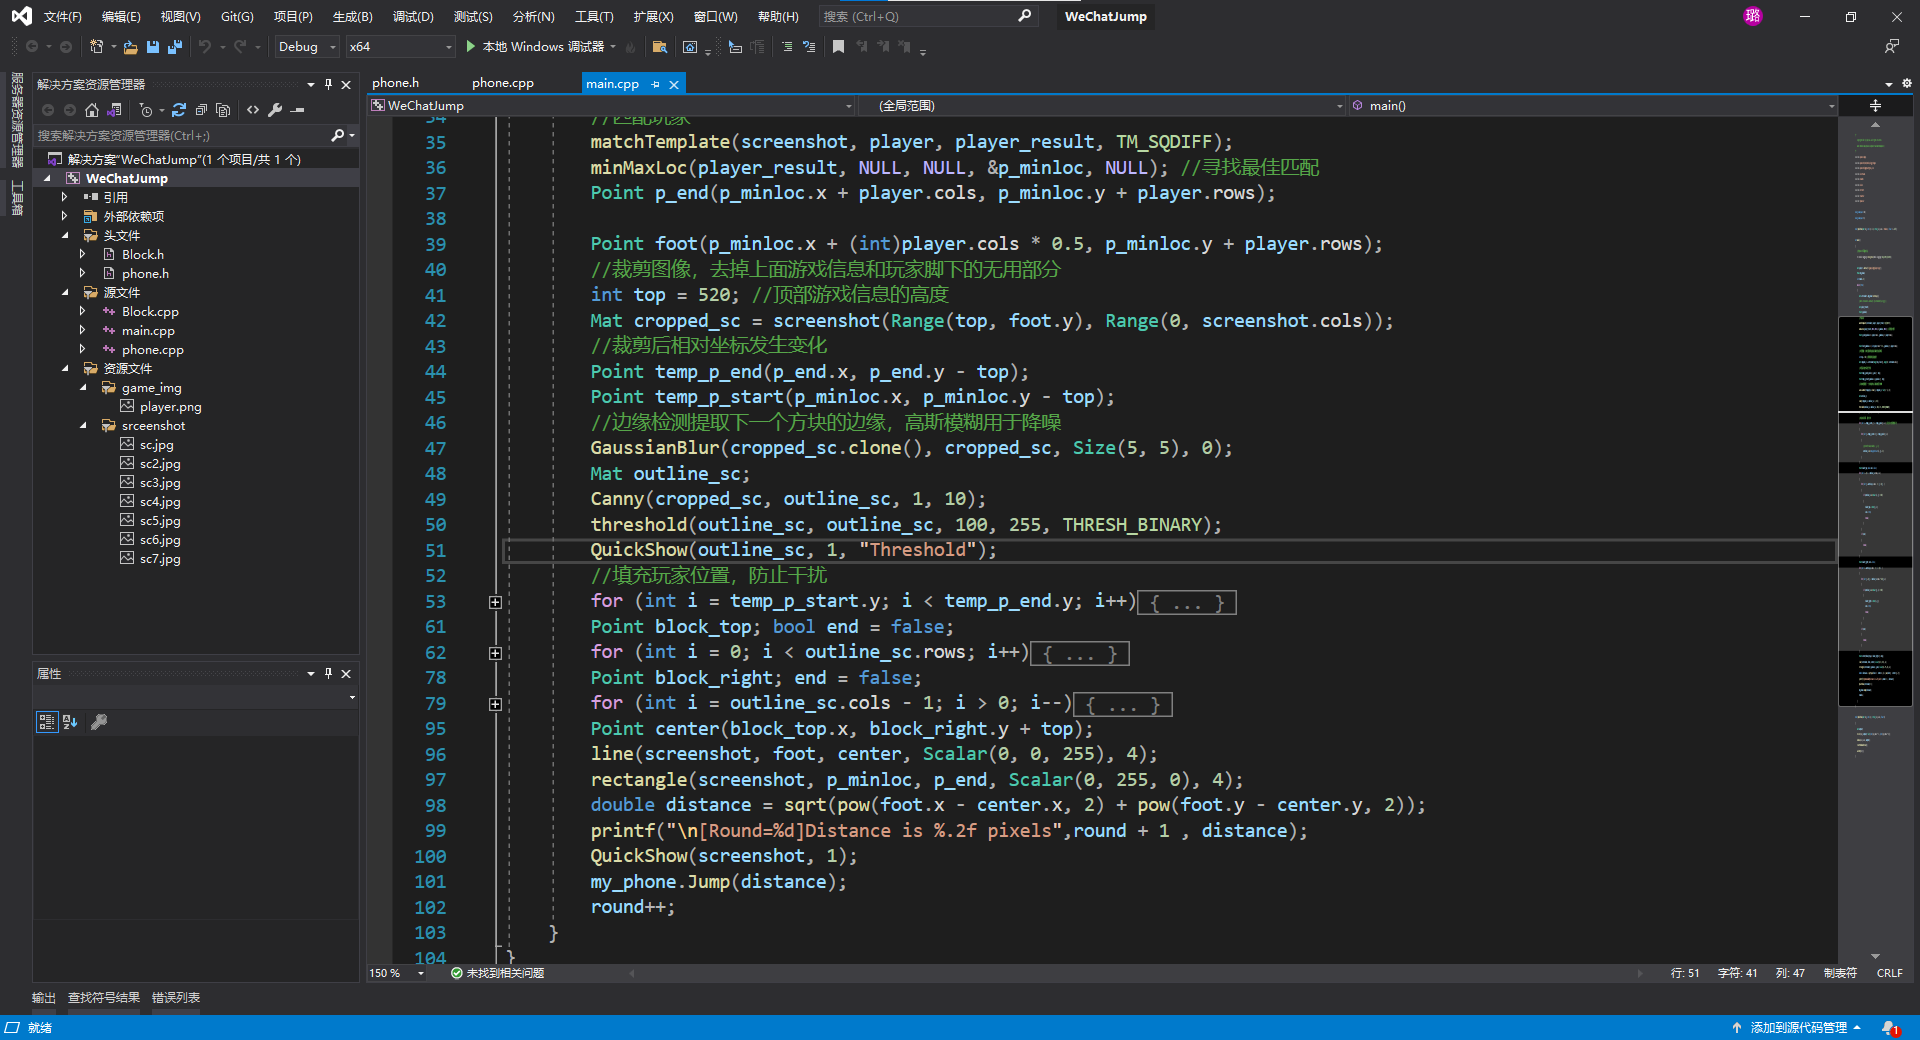 文件(F) 编辑(E) 视图(V) Git(G) 项目(P) 生成(B) 调试(D) 测试(S) 分析(N) 工具(T) 扩展(X) 窗口(W) 帮助(H) 搜索 (Ctrl+Q) WeChatJump 璐
Debug x64 本地 Windows 调试器
服务器资源管理器
工具箱
解决方案资源管理器
搜索解决方案资源管理器(Ctrl+;)
解决方案"WeChatJump"(1 个项目/共 1 个)
WeChatJump
引用
外部依赖项
头文件
Block.h
phone.h
源文件
Block.cpp
main.cpp
phone.cpp
资源文件
game_img
player.png
srceenshot
sc.jpg
sc2.jpg
sc3.jpg
sc4.jpg
sc5.jpg
sc6.jpg
sc7.jpg
属性
phone.h phone.cpp main.cpp
WeChatJump (全局范围) main()
34 //匹配玩家
35 matchTemplate(screenshot, player, player_result, TM_SQDIFF);
36 minMaxLoc(player_result, NULL, NULL, &p_minloc, NULL); //寻找最佳匹配
37 Point p_end(p_minloc.x + player.cols, p_minloc.y + player.rows);
38
39 Point foot(p_minloc.x + (int)player.cols * 0.5, p_minloc.y + player.rows);
40 //裁剪图像，去掉上面游戏信息和玩家脚下的无用部分
41 int top = 520; //顶部游戏信息的高度
42 Mat cropped_sc = screenshot(Range(top, foot.y), Range(0, screenshot.cols));
43 //裁剪后相对坐标发生变化
44 Point temp_p_end(p_end.x, p_end.y - top);
45 Point temp_p_start(p_minloc.x, p_minloc.y - top);
46 //边缘检测提取下一个方块的边缘，高斯模糊用于降噪
47 GaussianBlur(cropped_sc.clone(), cropped_sc, Size(5, 5), 0);
48 Mat outline_sc;
49 Canny(cropped_sc, outline_sc, 1, 10);
50 threshold(outline_sc, outline_sc, 100, 255, THRESH_BINARY);
51 QuickShow(outline_sc, 1, "Threshold");
52 //填充玩家位置，防止干扰
53 for (int i = temp_p_start.y; i < temp_p_end.y; i++){ ... }
61 Point block_top; bool end = false;
62 for (int i = 0; i < outline_sc.rows; i++){ ... }
78 Point block_right; end = false;
79 for (int i = outline_sc.cols - 1; i > 0; i--){ ... }
95 Point center(block_top.x, block_right.y + top);
96 line(screenshot, foot, center, Scalar(0, 0, 255), 4);
97 rectangle(screenshot, p_minloc, p_end, Scalar(0, 255, 0), 4);
98 double distance = sqrt(pow(foot.x - center.x, 2) + pow(foot.y - center.y, 2));
99 printf("\n[Round=%d]Distance is %.2f pixels",round + 1 , distance);
100 QuickShow(screenshot, 1);
101 my_phone.Jump(distance);
102 round++;
103 }
104 }
150 % 未找到相关问题 行: 51 字符: 41 列: 47 制表符 CRLF
输出 查找符号结果 错误列表
就绪 添加到源代码管理 1